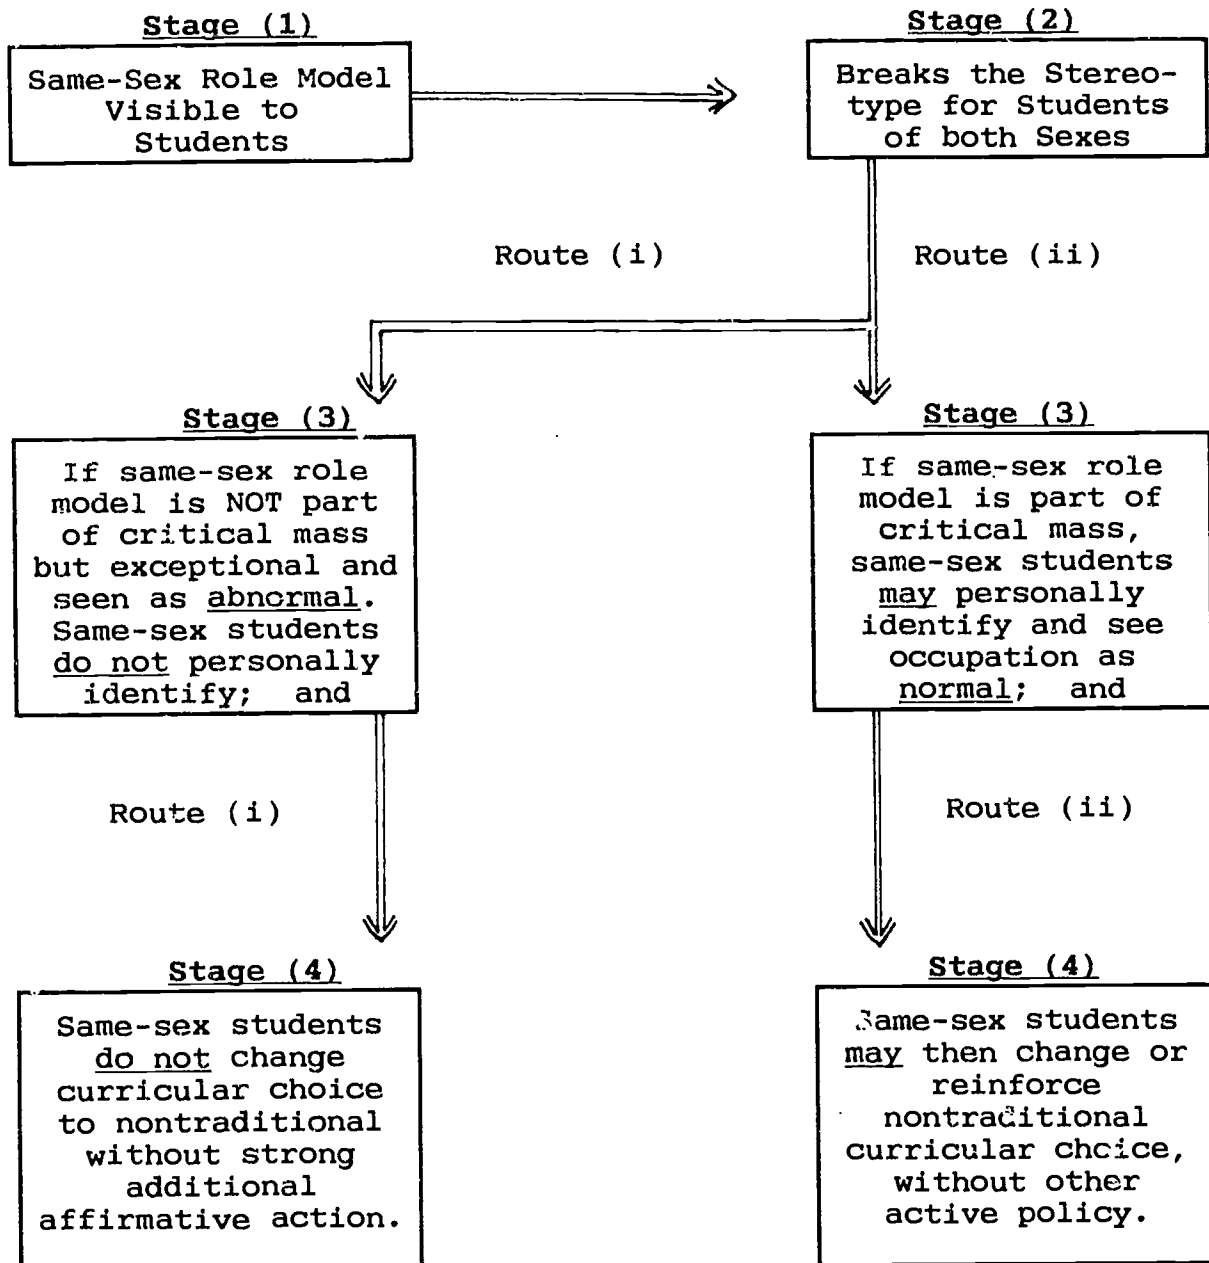 Stage (1)
Same-Sex Role Model
Visible to
Students
Stage (2)
Breaks the Stereo-
type for Students
of both Sexes
Route (i)
Route (ii)
Stage (3)
If same-sex role
model is NOT part
of critical mass
but exceptional and
seen as abnormal.
Same-sex students
do not personally
identify; and
Stage (3)
If same-sex role
model is part of
critical mass,
same-sex students
may personally
identify and see
occupation as
normal; and
Route (i)
Route (ii)
Stage (4)
Same-sex students
do not change
curricular choice
to nontraditional
without strong
additional
affirmative action.
Stage (4)
Same-sex students
may then change or
reinforce
nontraditional
curricular choice,
without other
active policy.